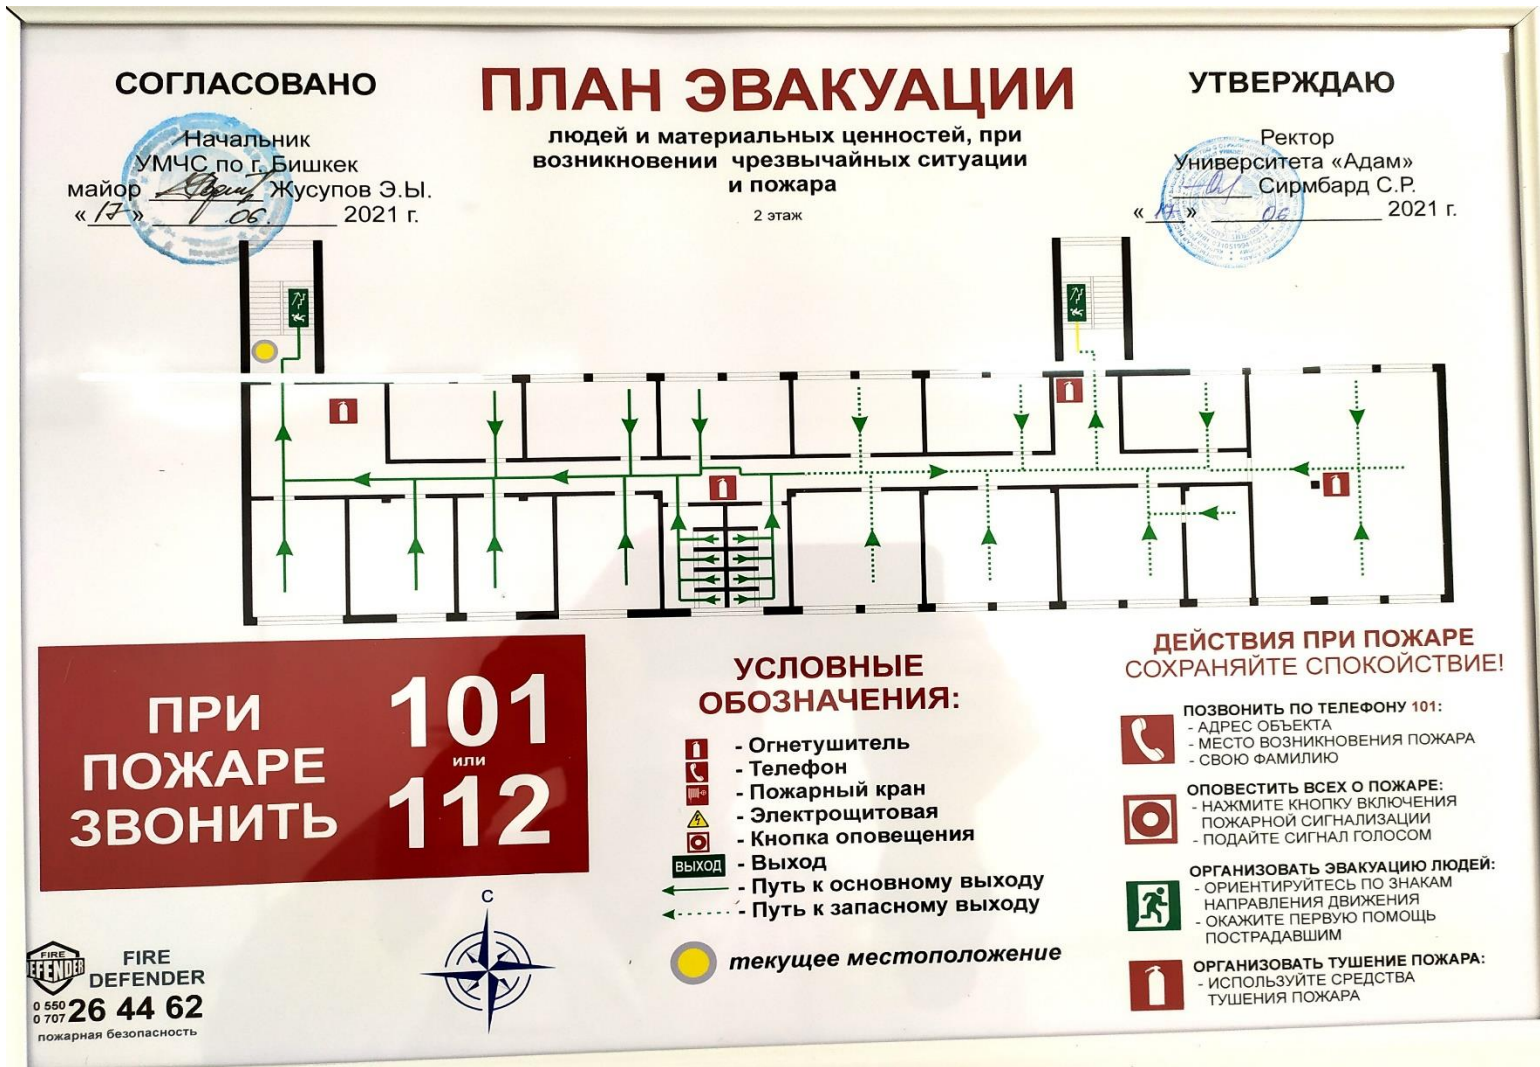 СОГЛАСОВАНО
Начальник
УМЧС по г. Бишкек
майор Жусупов Э.Ы.
« 17 » 06. 2021 г.
ПЛАН ЭВАКУАЦИИ
людей и материальных ценностей, при
возникновении чрезвычайных ситуации
и пожара
2 этаж
УТВЕРЖДАЮ
Ректор
Университета «Адам»
Сирмбард С.Р.
« 17 » 06 2021 г.
ПРИ
ПОЖАРЕ
ЗВОНИТЬ
101
или
112
FIRE
DEFENDER
FIRE
DEFENDER
0 550
0 707
26 44 62
пожарная безопасность
С
УСЛОВНЫЕ
ОБОЗНАЧЕНИЯ:
- Огнетушитель
- Телефон
- Пожарный кран
- Электрощитовая
- Кнопка оповещения
ВЫХОД - Выход
- Путь к основному выходу
- Путь к запасному выходу
текущее местоположение
ДЕЙСТВИЯ ПРИ ПОЖАРЕ
СОХРАНЯЙТЕ СПОКОЙСТВИЕ!
ПОЗВОНИТЬ ПО ТЕЛЕФОНУ 101:
- АДРЕС ОБЪЕКТА
- МЕСТО ВОЗНИКНОВЕНИЯ ПОЖАРА
- СВОЮ ФАМИЛИЮ
ОПОВЕСТИТЬ ВСЕХ О ПОЖАРЕ:
- НАЖМИТЕ КНОПКУ ВКЛЮЧЕНИЯ
ПОЖАРНОЙ СИГНАЛИЗАЦИИ
- ПОДАЙТЕ СИГНАЛ ГОЛОСОМ
ОРГАНИЗОВАТЬ ЭВАКУАЦИЮ ЛЮДЕЙ:
- ОРИЕНТИРУЙТЕСЬ ПО ЗНАКАМ
НАПРАВЛЕНИЯ ДВИЖЕНИЯ
- ОКАЖИТЕ ПЕРВУЮ ПОМОЩЬ
ПОСТРАДАВШИМ
ОРГАНИЗОВАТЬ ТУШЕНИЕ ПОЖАРА:
- ИСПОЛЬЗУЙТЕ СРЕДСТВА
ТУШЕНИЯ ПОЖАРА